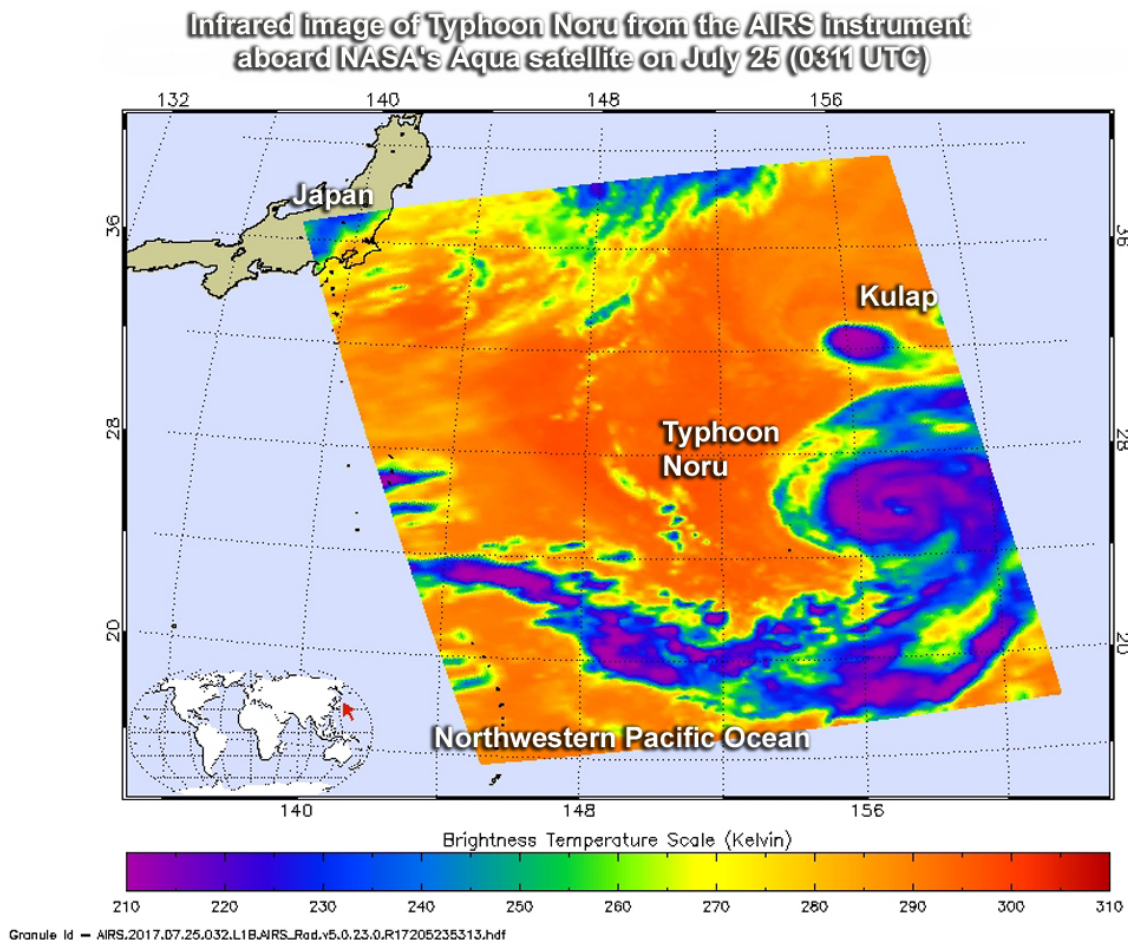 Infrared image of Typhoon Noru from the AIRS instrument
aboard NASA's Aqua satellite on July 25 (0311 UTC)
132 140 148 156
Japan
36 36
Kulap
28 28
Typhoon
Noru
20 20
Northwestern Pacific Ocean
140 148 156
Brightness Temperature Scale (Kelvin)
210 220 230 240 250 260 270 280 290 300 310
Granule Id — AIRS.2017.07.25.032.L1B.AIRS_Rad.v5.0.23.0.R17205235313.hdf